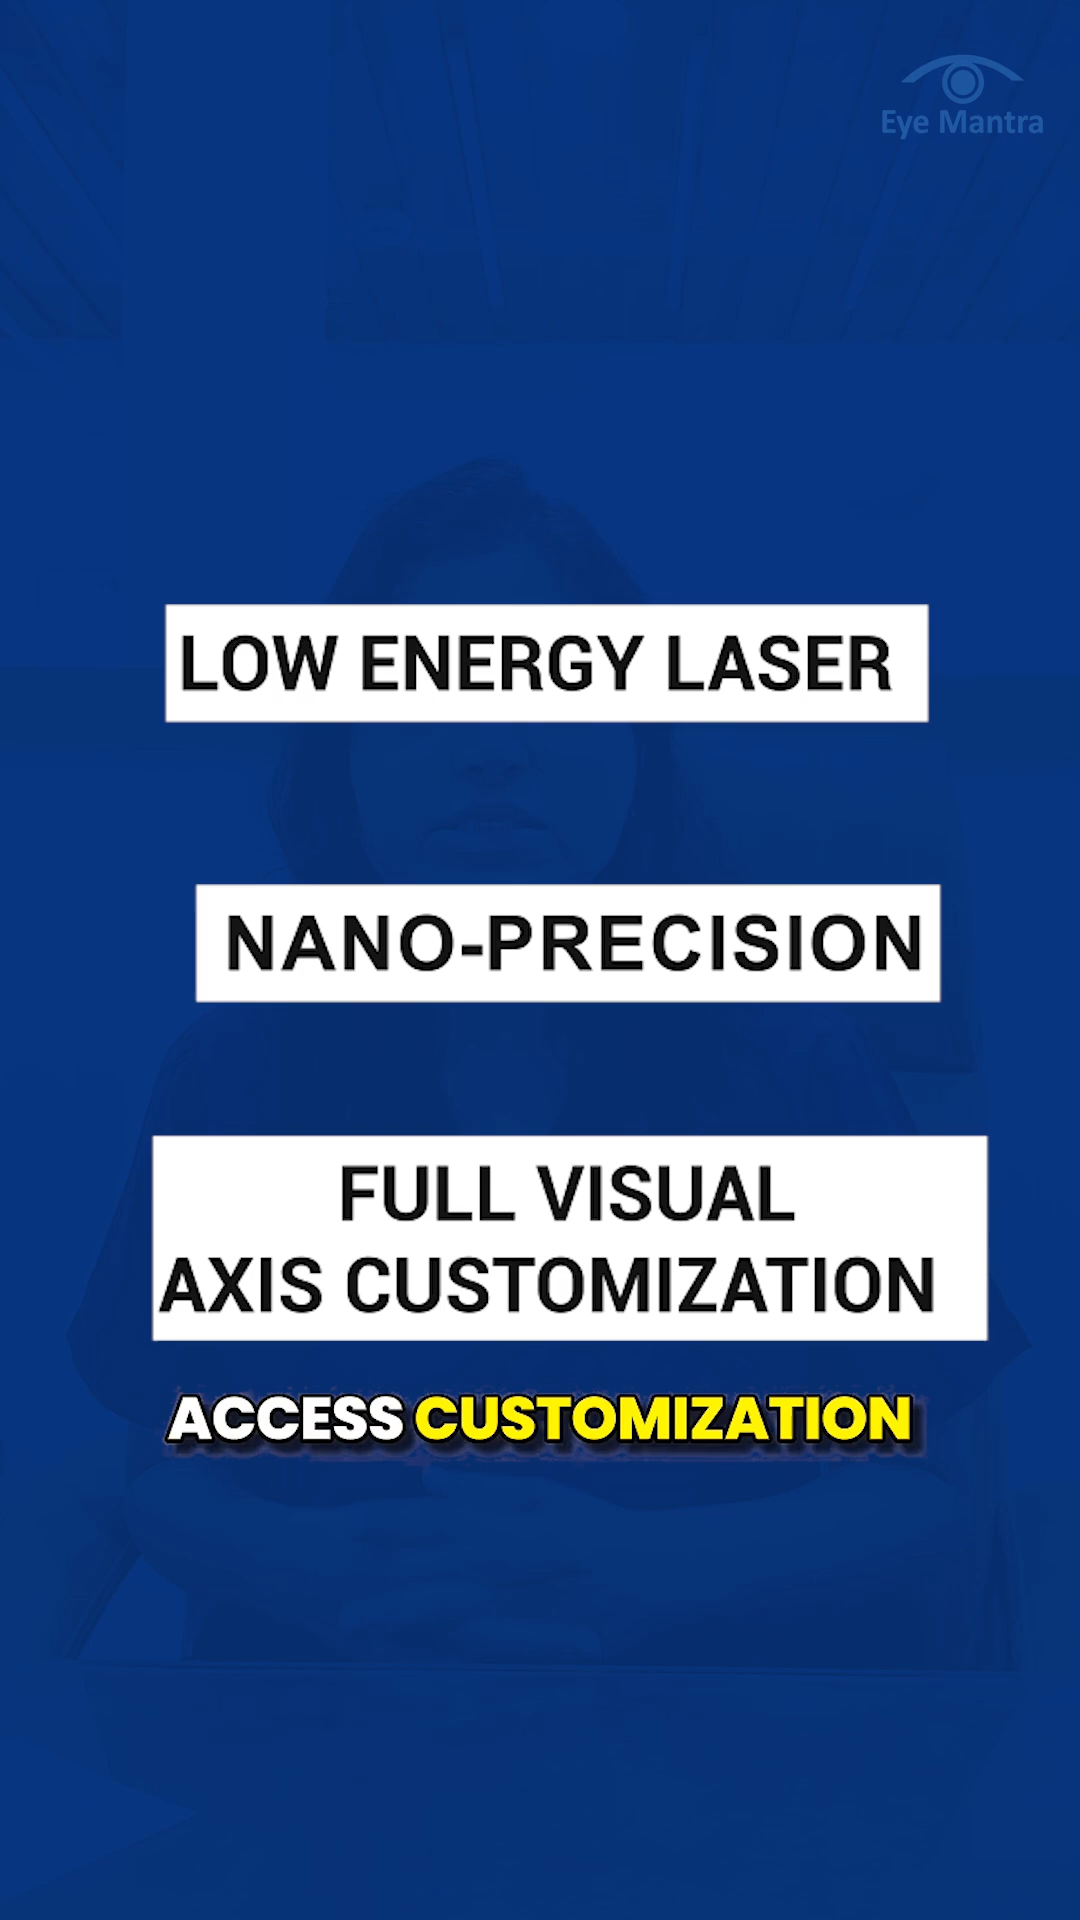 Eye Mantra
LOW ENERGY LASER
NANO-PRECISION
FULL VISUAL
AXIS CUSTOMIZATION
ACCESS CUSTOMIZATION